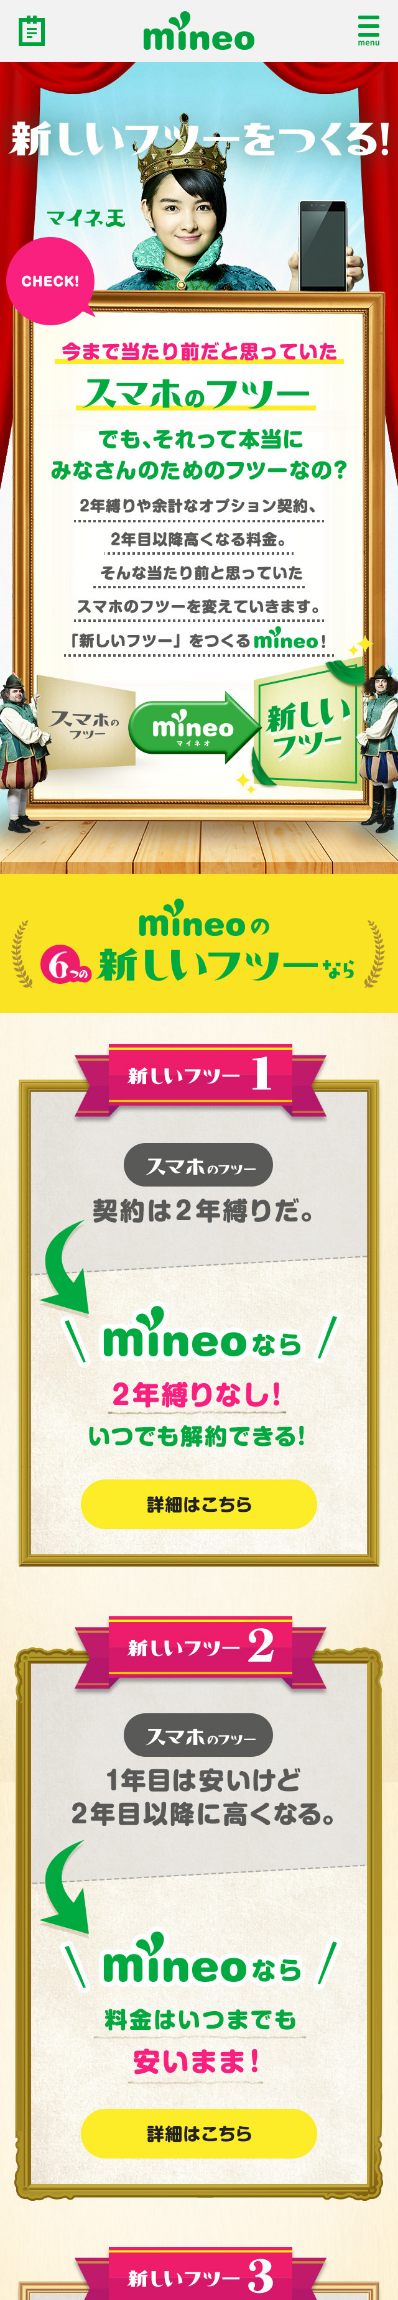 mineo
menu
新しいフツーをつくる!
マイネ王
CHECK!
今まで当たり前だと思っていた
スマホのフツー
でも、それって本当に
みなさんのためのフツーなの?
2年縛りや余計なオプション契約、
2年目以降高くなる料金。
そんな当たり前と思っていた
スマホのフツーを変えていきます。
「新しいフツー」をつくるmineo!
スマホの
フツー
mineo
マイネオ
新しい
フツー
mineoの
6つの新しいフツーなら
新しいフツー 1
スマホのフツー
契約は2年縛りだ。
mineoなら
2年縛りなし!
いつでも解約できる!
詳細はこちら
新しいフツー 2
スマホのフツー
1年目は安いけど
2年目以降に高くなる。
mineoなら
料金はいつまでも
安いまま!
詳細はこちら
新しいフツー 3